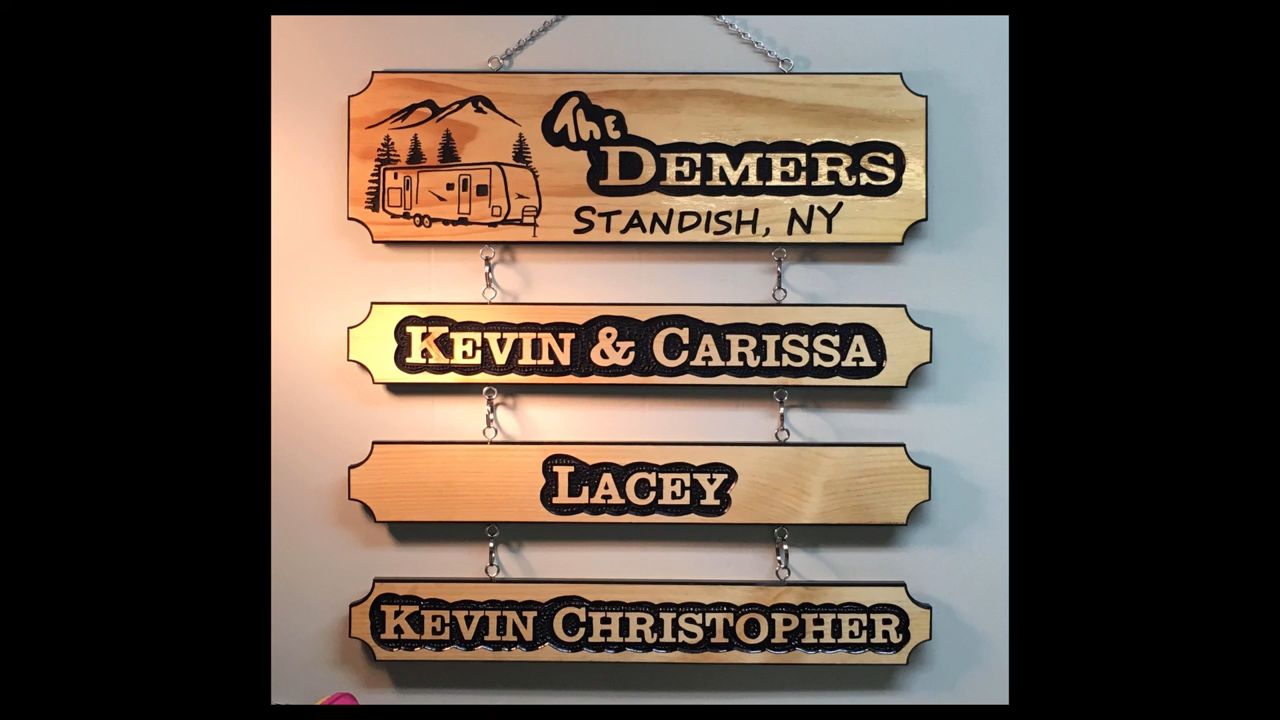 The
DEMERS
STANDISH, NY
KEVIN & CARISSA
LACEY
KEVIN CHRISTOPHER